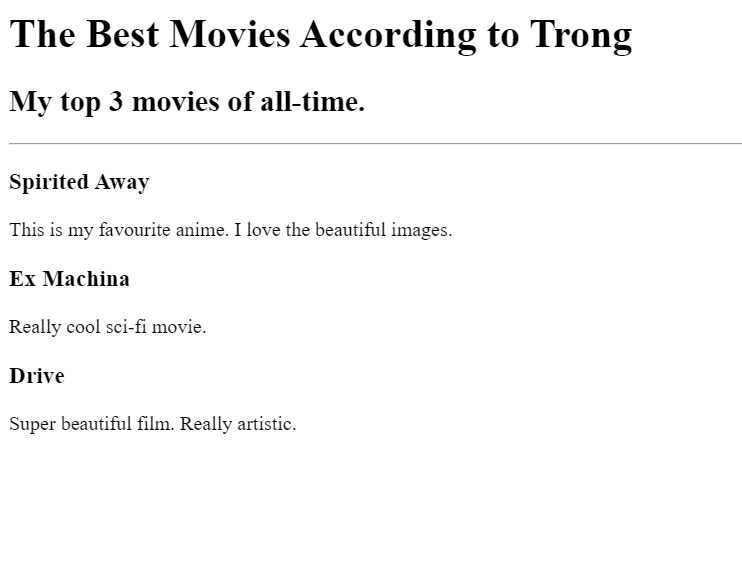 The Best Movies According to Trong
My top 3 movies of all-time.
Spirited Away
This is my favourite anime. I love the beautiful images.
Ex Machina
Really cool sci-fi movie.
Drive
Super beautiful film. Really artistic.